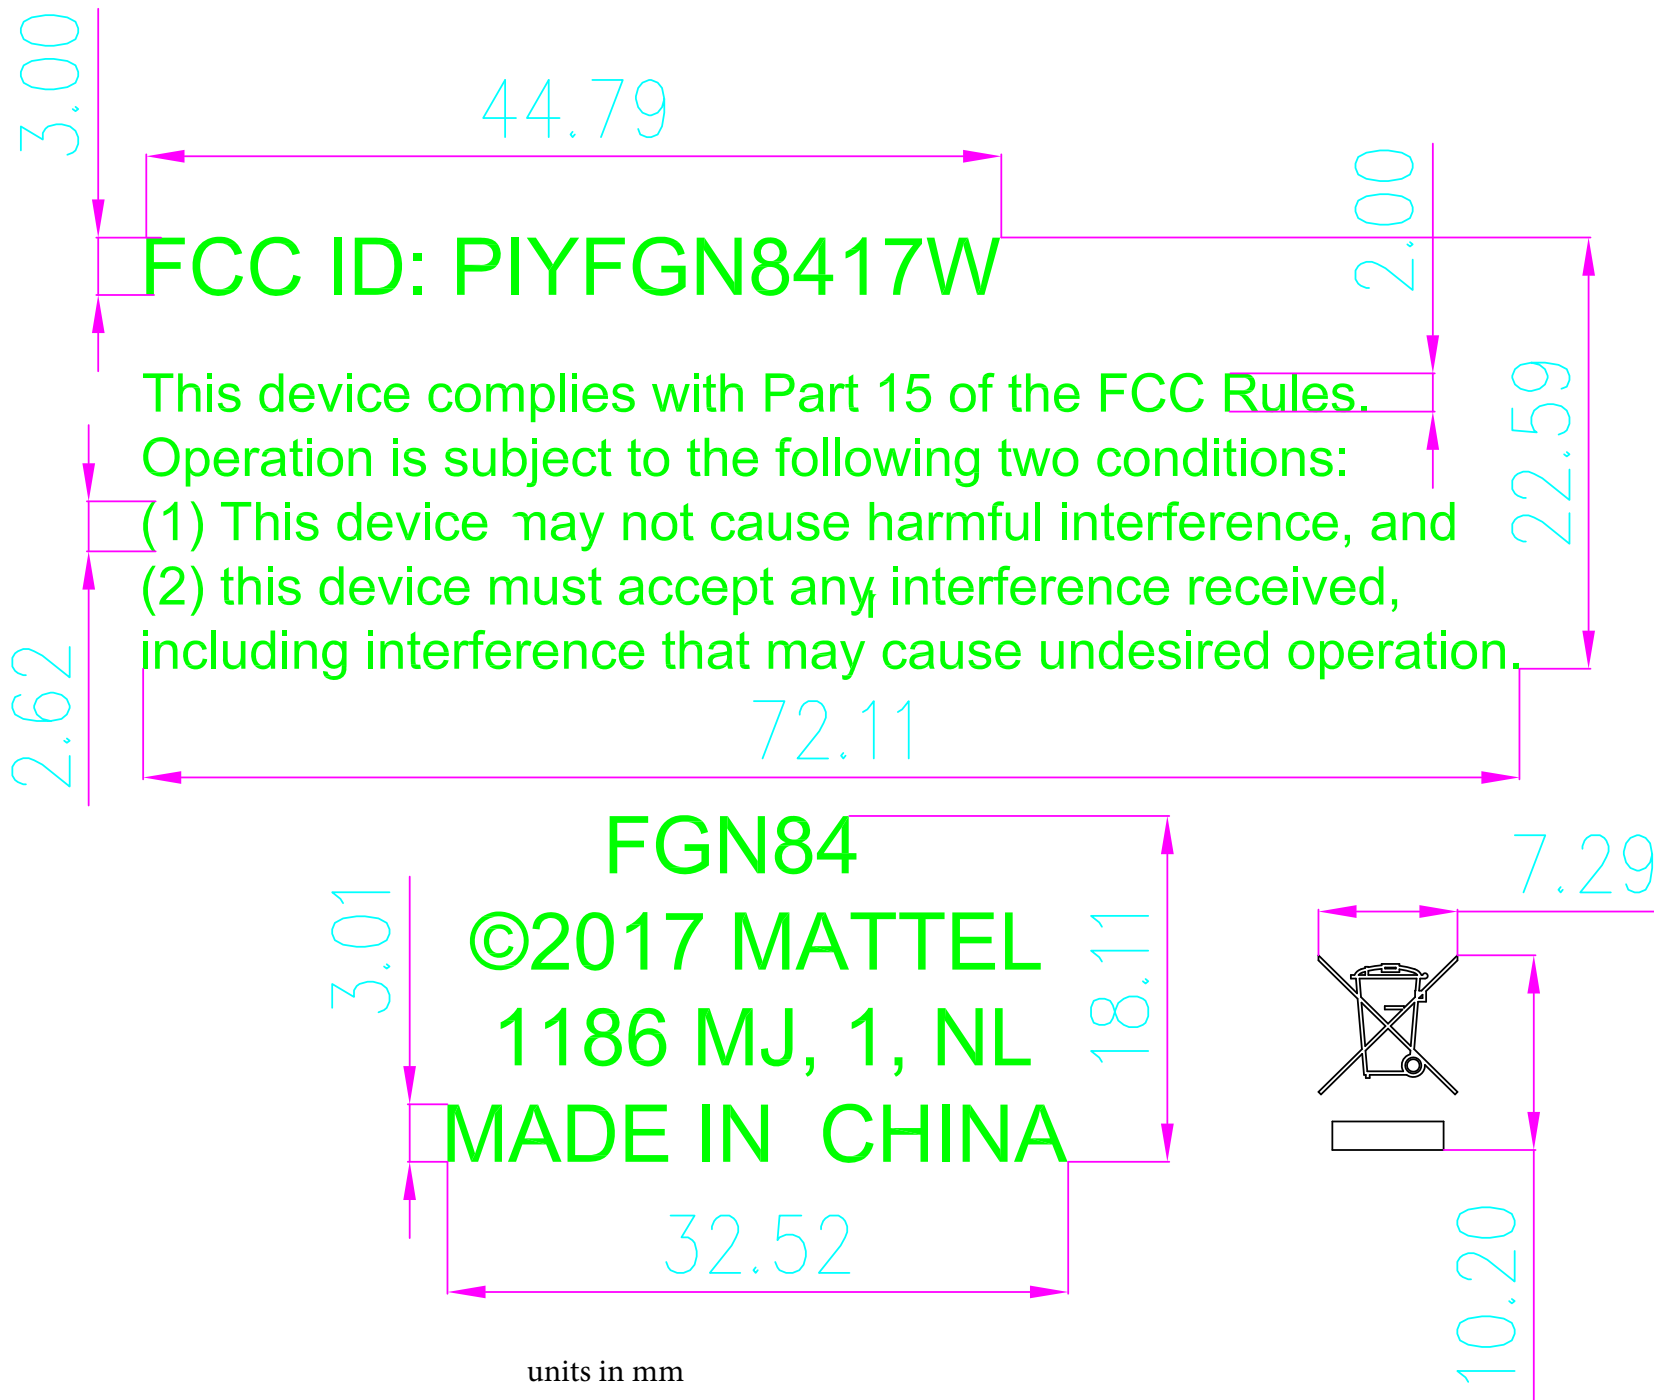 3.00
44.79
2.00
FCC ID: PIYFGN8417W
22.59
This device complies with Part 15 of the FCC Rules.
Operation is subject to the following two conditions:
(1) This device may not cause harmful interference, and
(2) this device must accept any interference received,
including interference that may cause undesired operation.
2.62
72.11
FGN84
7.29
3.01
©2017 MATTEL
18.11
1186 MJ, 1, NL
MADE IN  CHINA
32.52
10.20
units in mm